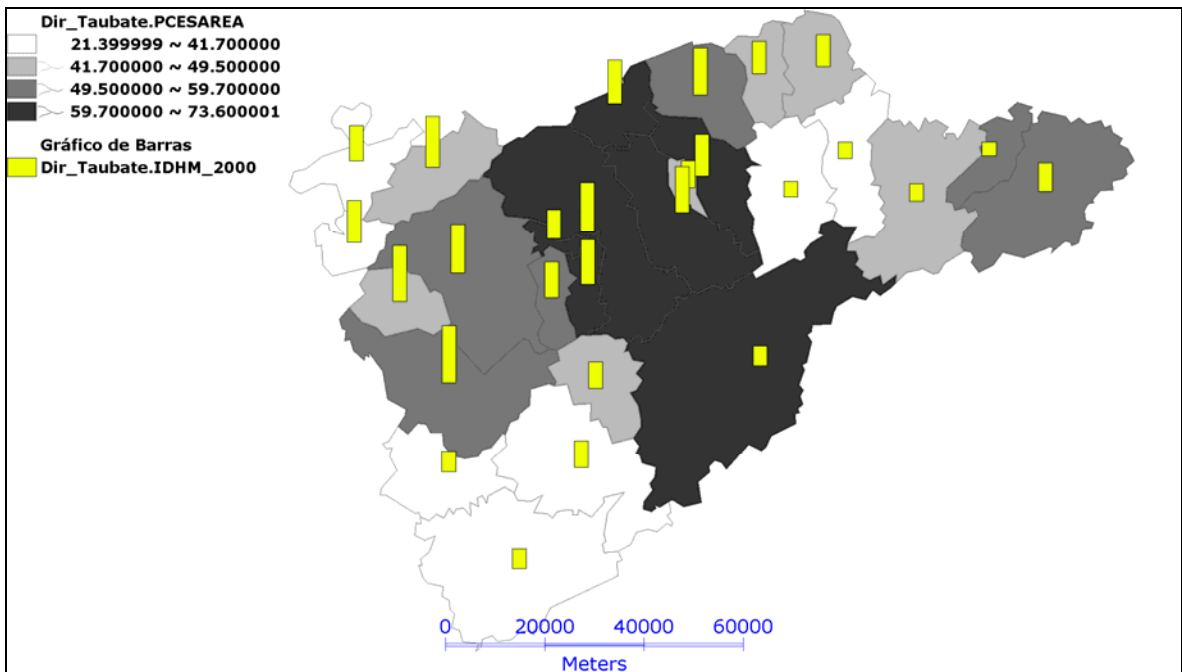 Dir_Taubate.PCESAREA
21.399999 ~ 41.700000
41.700000 ~ 49.500000
49.500000 ~ 59.700000
59.700000 ~ 73.600001
Gráfico de Barras
Dir_Taubate.IDHM_2000
0 20000 40000 60000
Meters